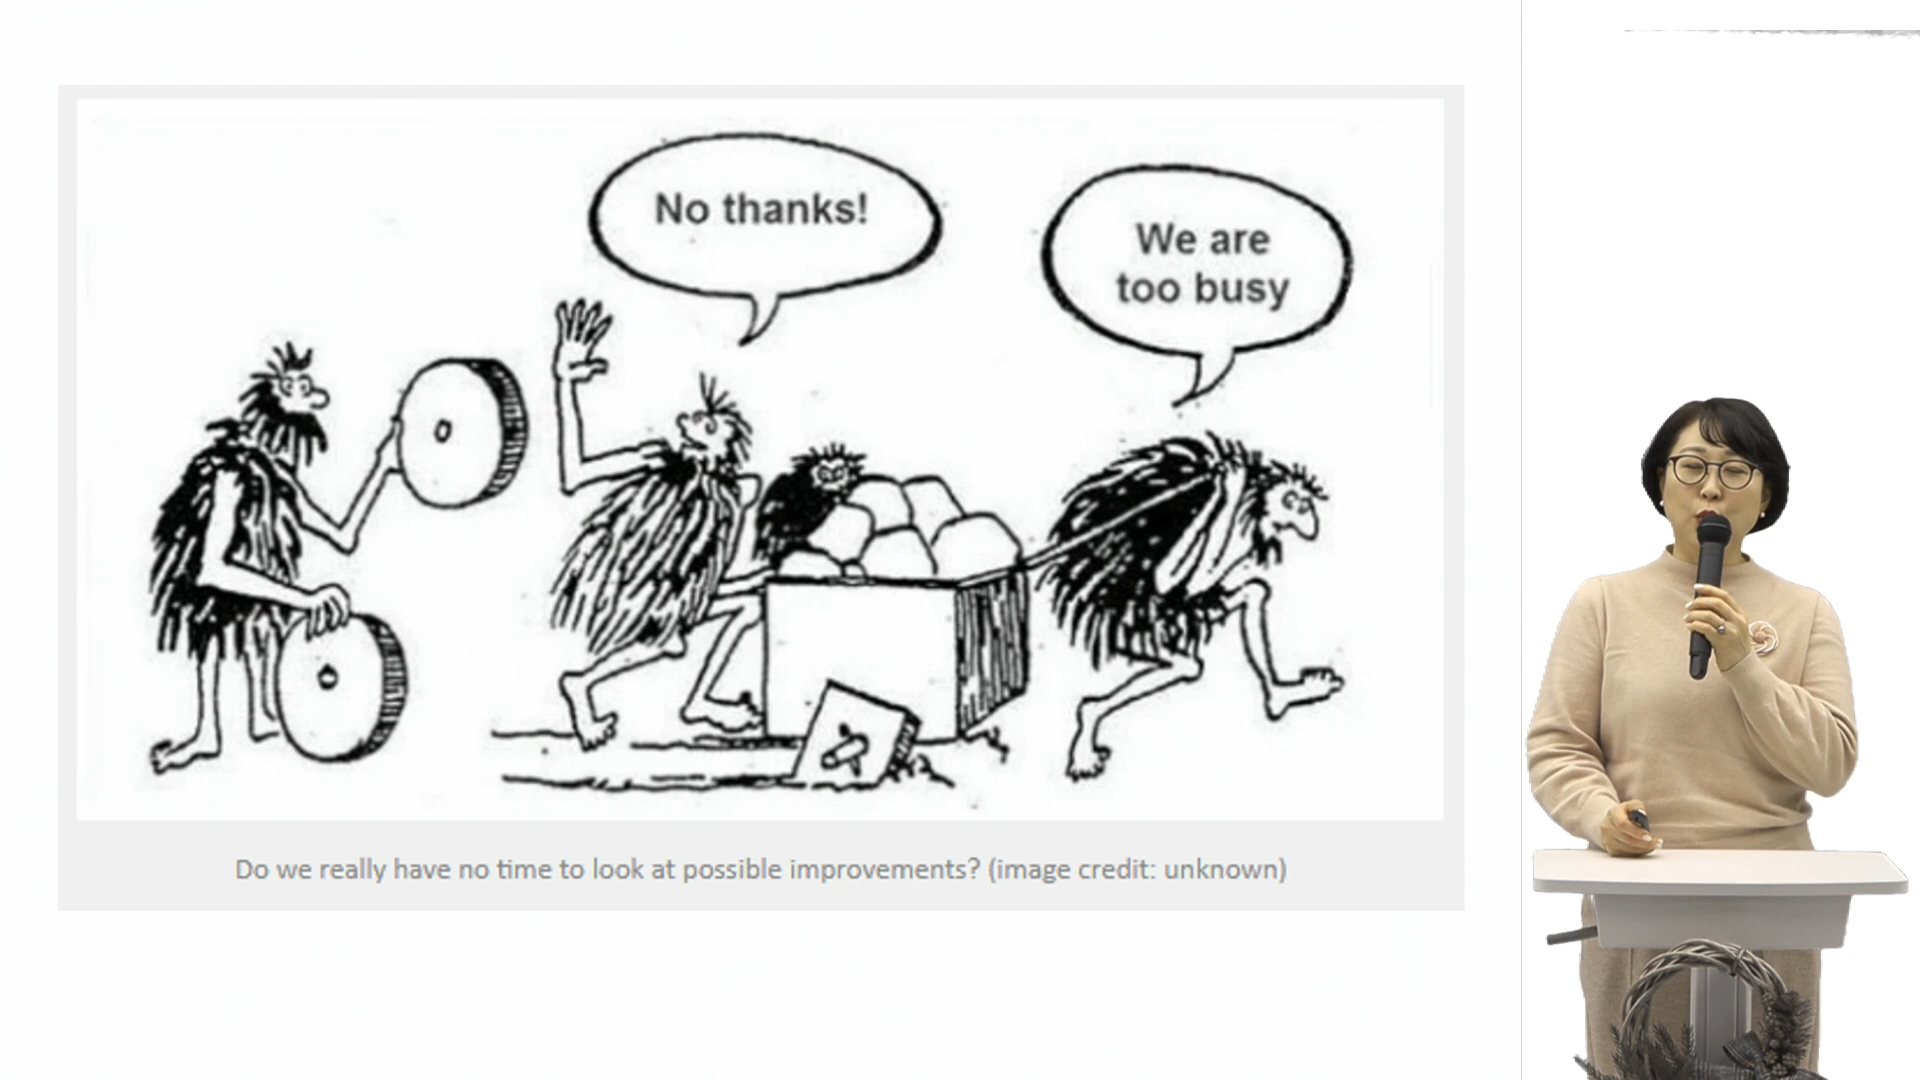 No thanks!
We are
too busy
Do we really have no time to look at possible improvements? (image credit: unknown)